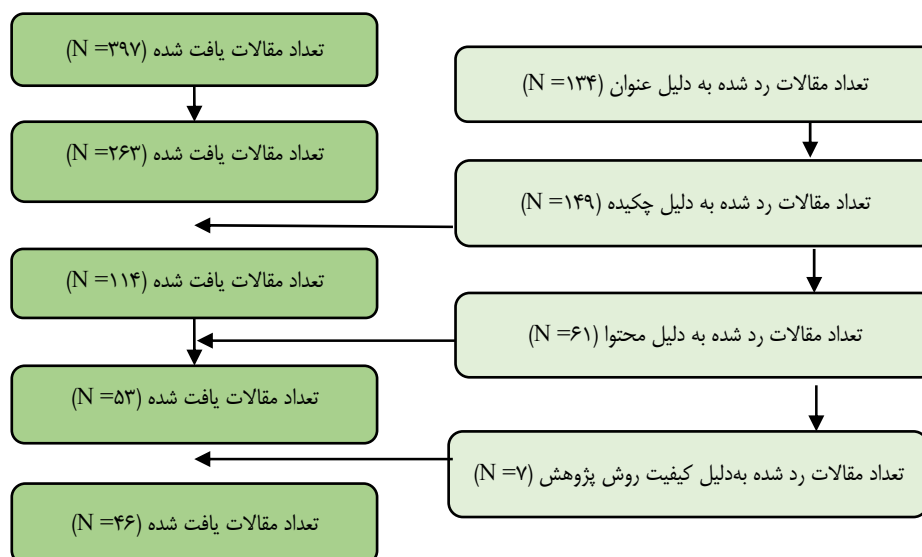 تعداد مقالات یافت شده (N =۳۹۷)
تعداد مقالات رد شده به دلیل عنوان (N =۱۳۴)
تعداد مقالات یافت شده (N =۲۶۳)
تعداد مقالات رد شده به دلیل چکیده (N =۱۴۹)
تعداد مقالات یافت شده (N =۱۱۴)
تعداد مقالات رد شده به دلیل محتوا (N =۶۱)
تعداد مقالات یافت شده (N =۵۳)
تعداد مقالات رد شده به‌دلیل کیفیت روش پژوهش (N =۷)
تعداد مقالات یافت شده (N =۴۶)